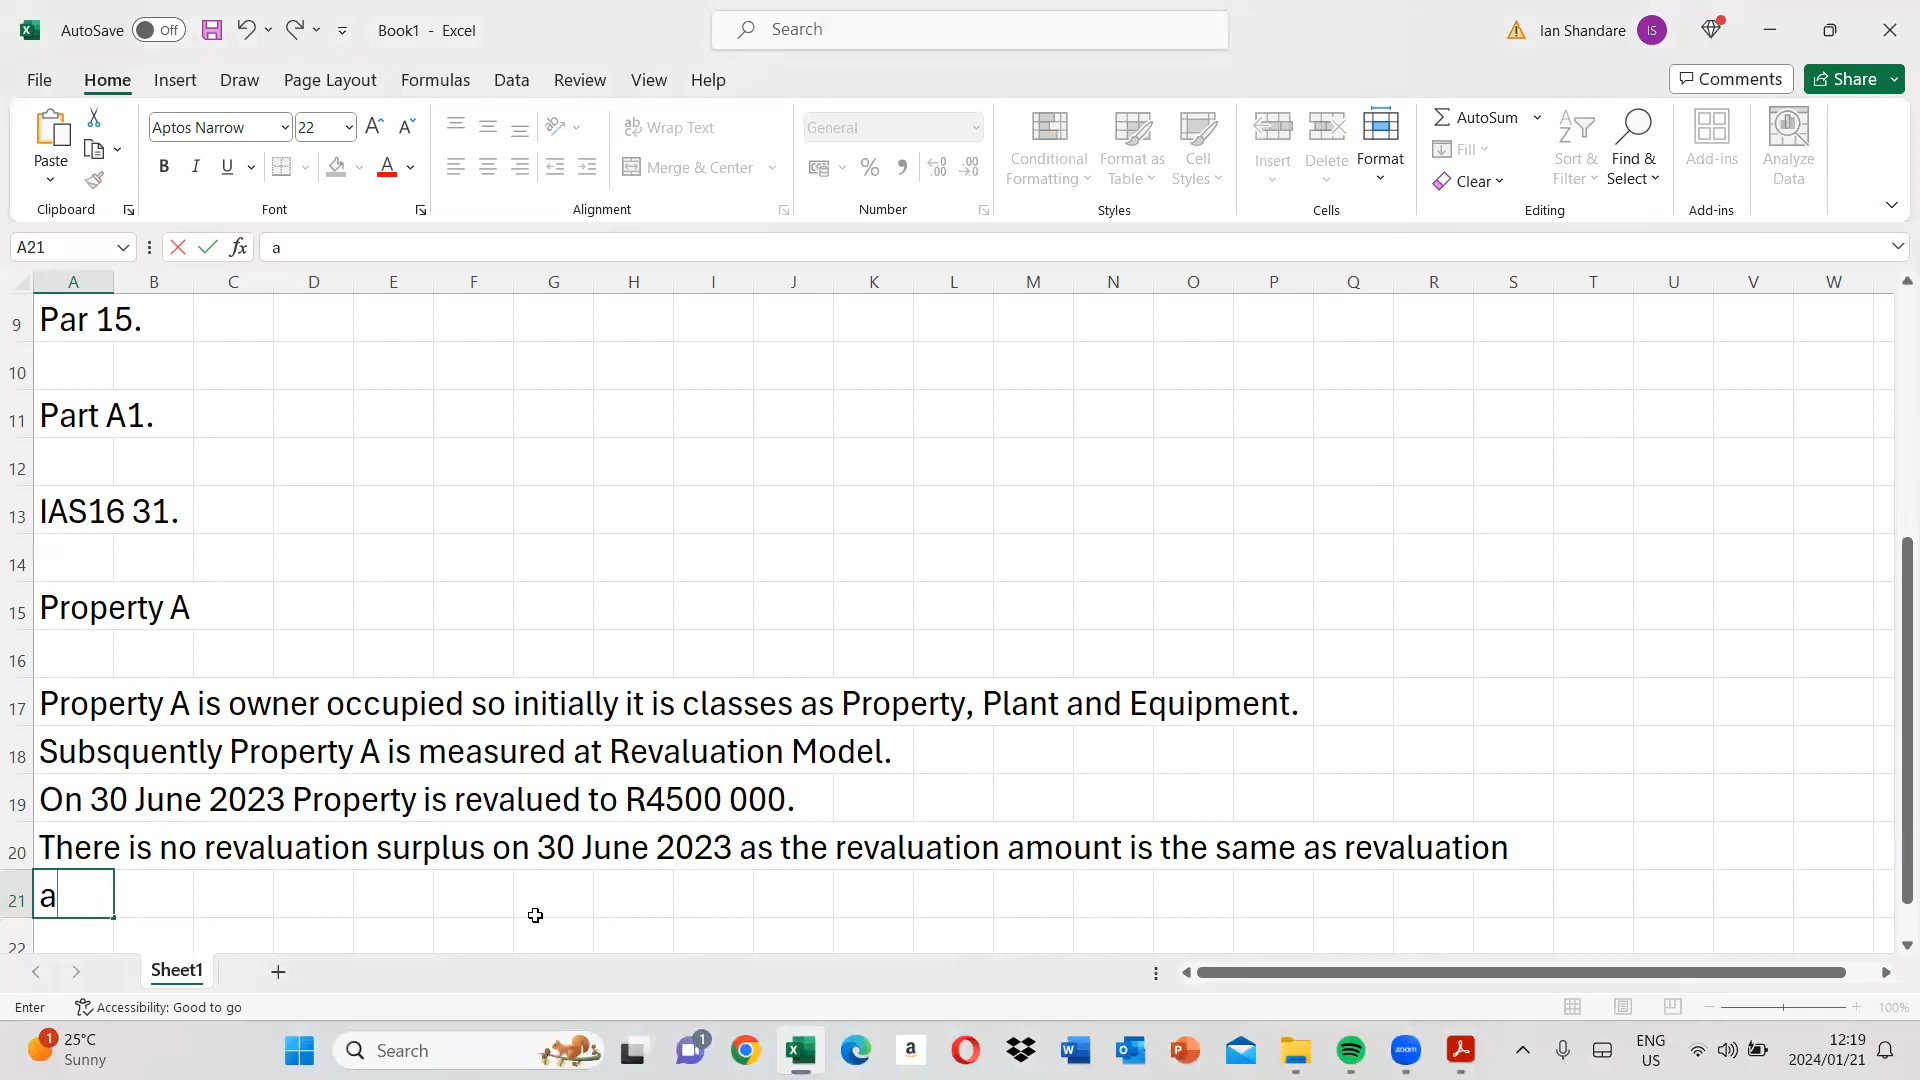 AutoSave
Off
Book1 - Excel
Search
Ian Shandare
IS
File
Home
Insert
Draw
Page Layout
Formulas
Data
Review
View
Help
Comments
Share
Paste
Clipboard
Aptos Narrow
22
B I U
Font
Wrap Text
Merge & Center
Alignment
General
Number
Conditional
Formatting
Format as
Table
Cell
Styles
Styles
Insert
Delete
Format
Cells
AutoSum
Fill
Clear
Sort &
Filter
Find &
Select
Editing
Add-ins
Add-ins
Analyze
Data
A21
fx
a
A B C D E F G H I J K L M N O P Q R S T U V W
9 Par 15.
10
11 Part A1.
12
13 IAS16 31.
14
15 Property A
16
17 Property A is owner occupied so initially it is classes as Property, Plant and Equipment.
18 Subsquently Property A is measured at Revaluation Model.
19 On 30 June 2023 Property is revalued to R4500 000.
20 There is no revaluation surplus on 30 June 2023 as the revaluation amount is the same as revaluation
21 a
22
Sheet1
Enter
Accessibility: Good to go
100%
1
25°C
Sunny
Search
1
zoom
ENG
US
12:19
2024/01/21